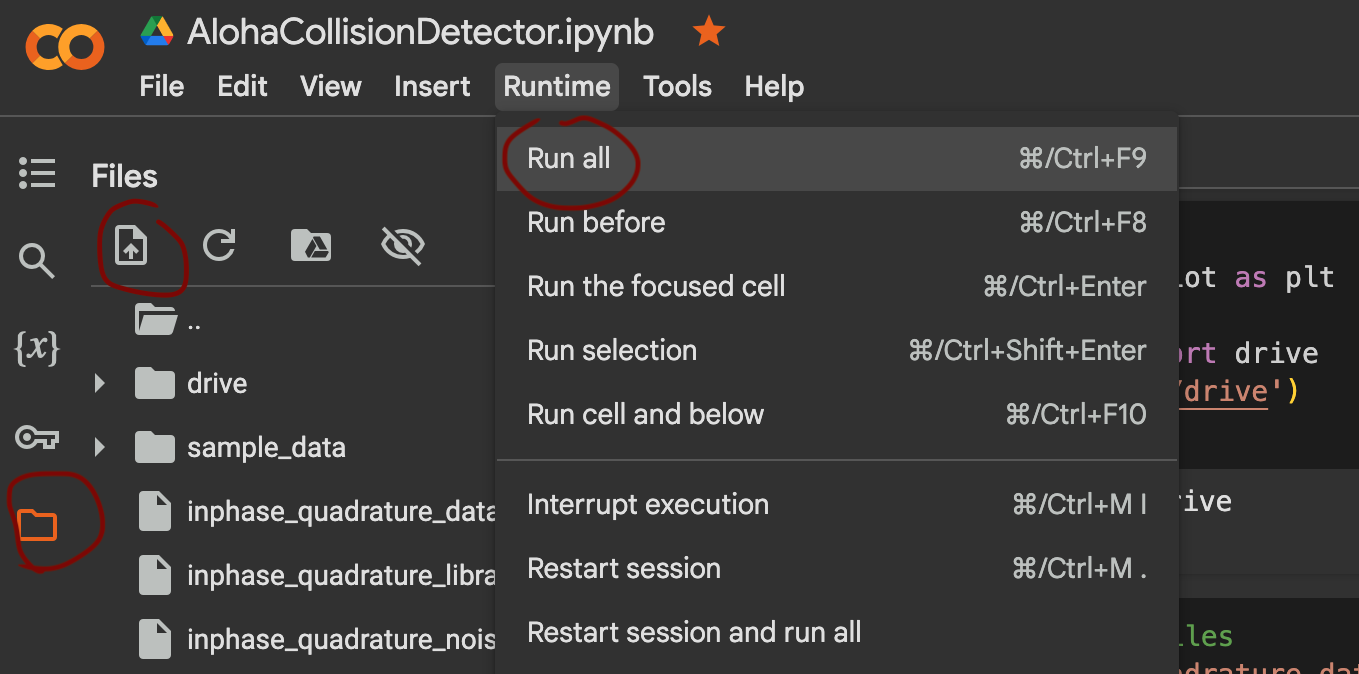 AlohaCollisionDetector.ipynb
File Edit View Insert Runtime Tools Help
Files
..
drive
sample_data
inphase_quadrature_data
inphase_quadrature_libra
inphase_quadrature_nois
Run all ⌘/Ctrl+F9
Run before ⌘/Ctrl+F8
Run the focused cell ⌘/Ctrl+Enter
Run selection ⌘/Ctrl+Shift+Enter
Run cell and below ⌘/Ctrl+F10
Interrupt execution ⌘/Ctrl+M I
Restart session ⌘/Ctrl+M .
Restart session and run all
lot as plt
ort drive
/drive')
rive
iles
drature_dat